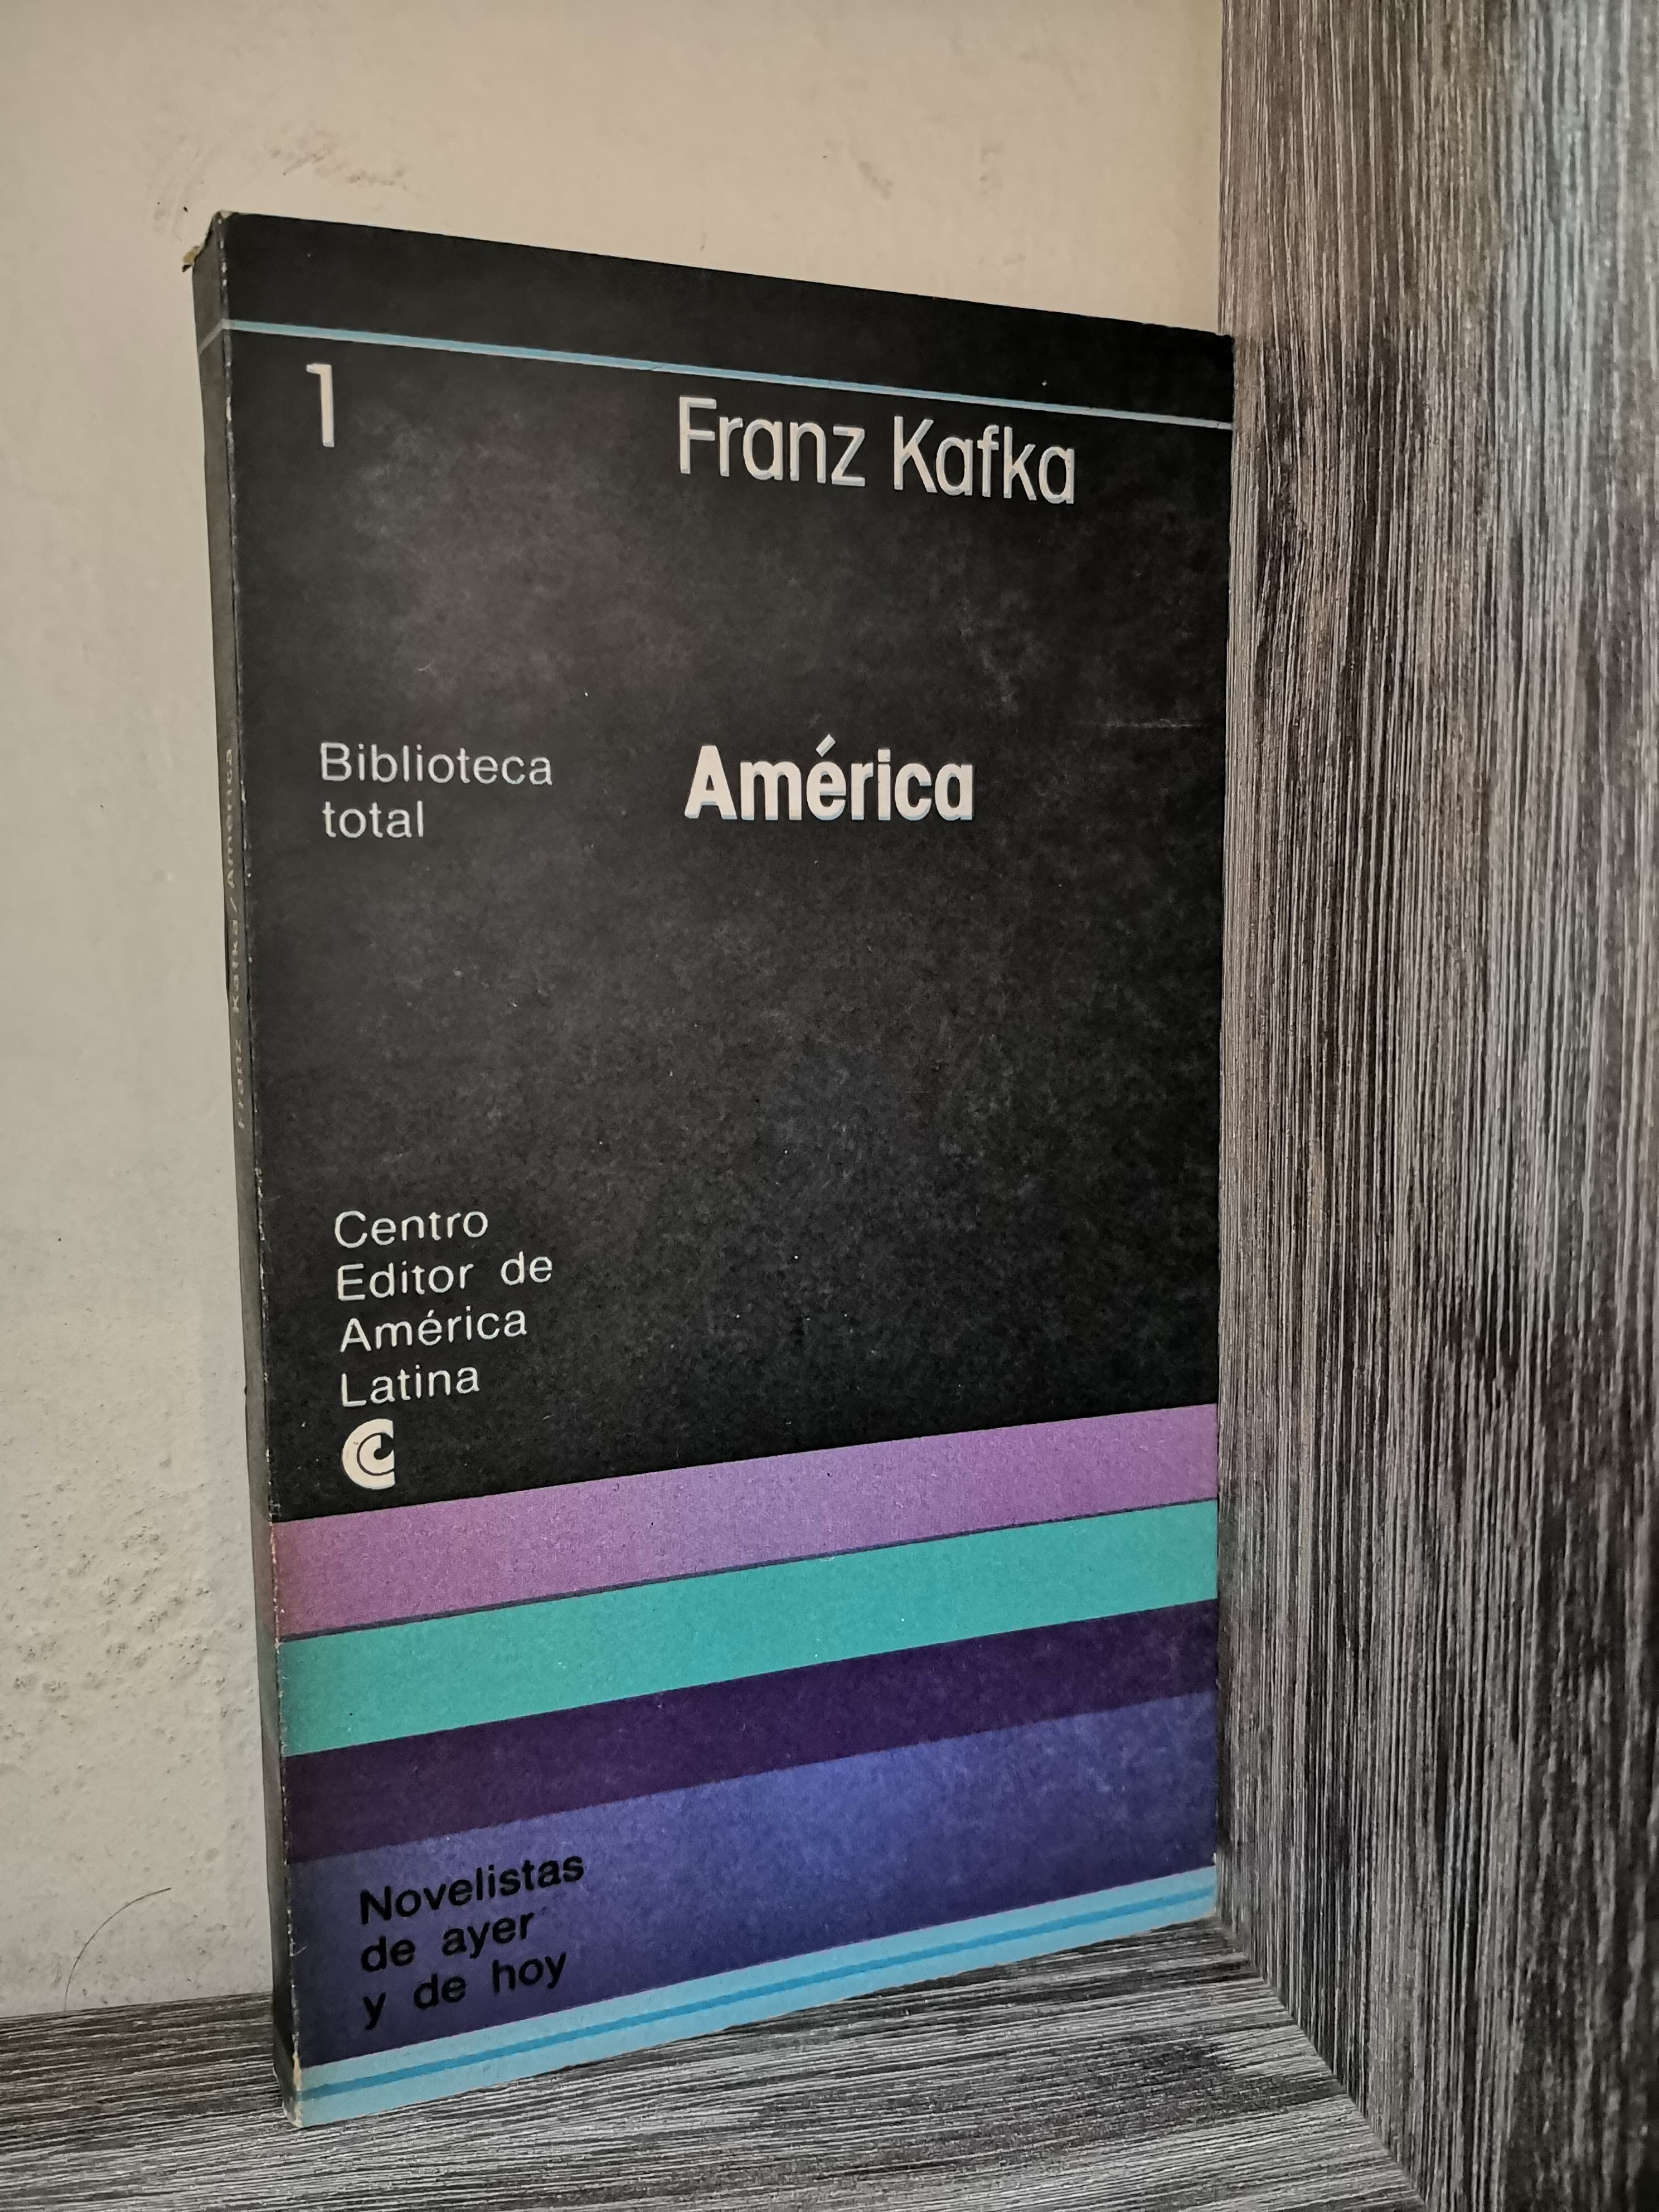 1
Franz Kafka
Biblioteca
total
América
Centro
Editor de
América
Latina
Novelistas
de ayer
y de hoy
Franz Kafka / América